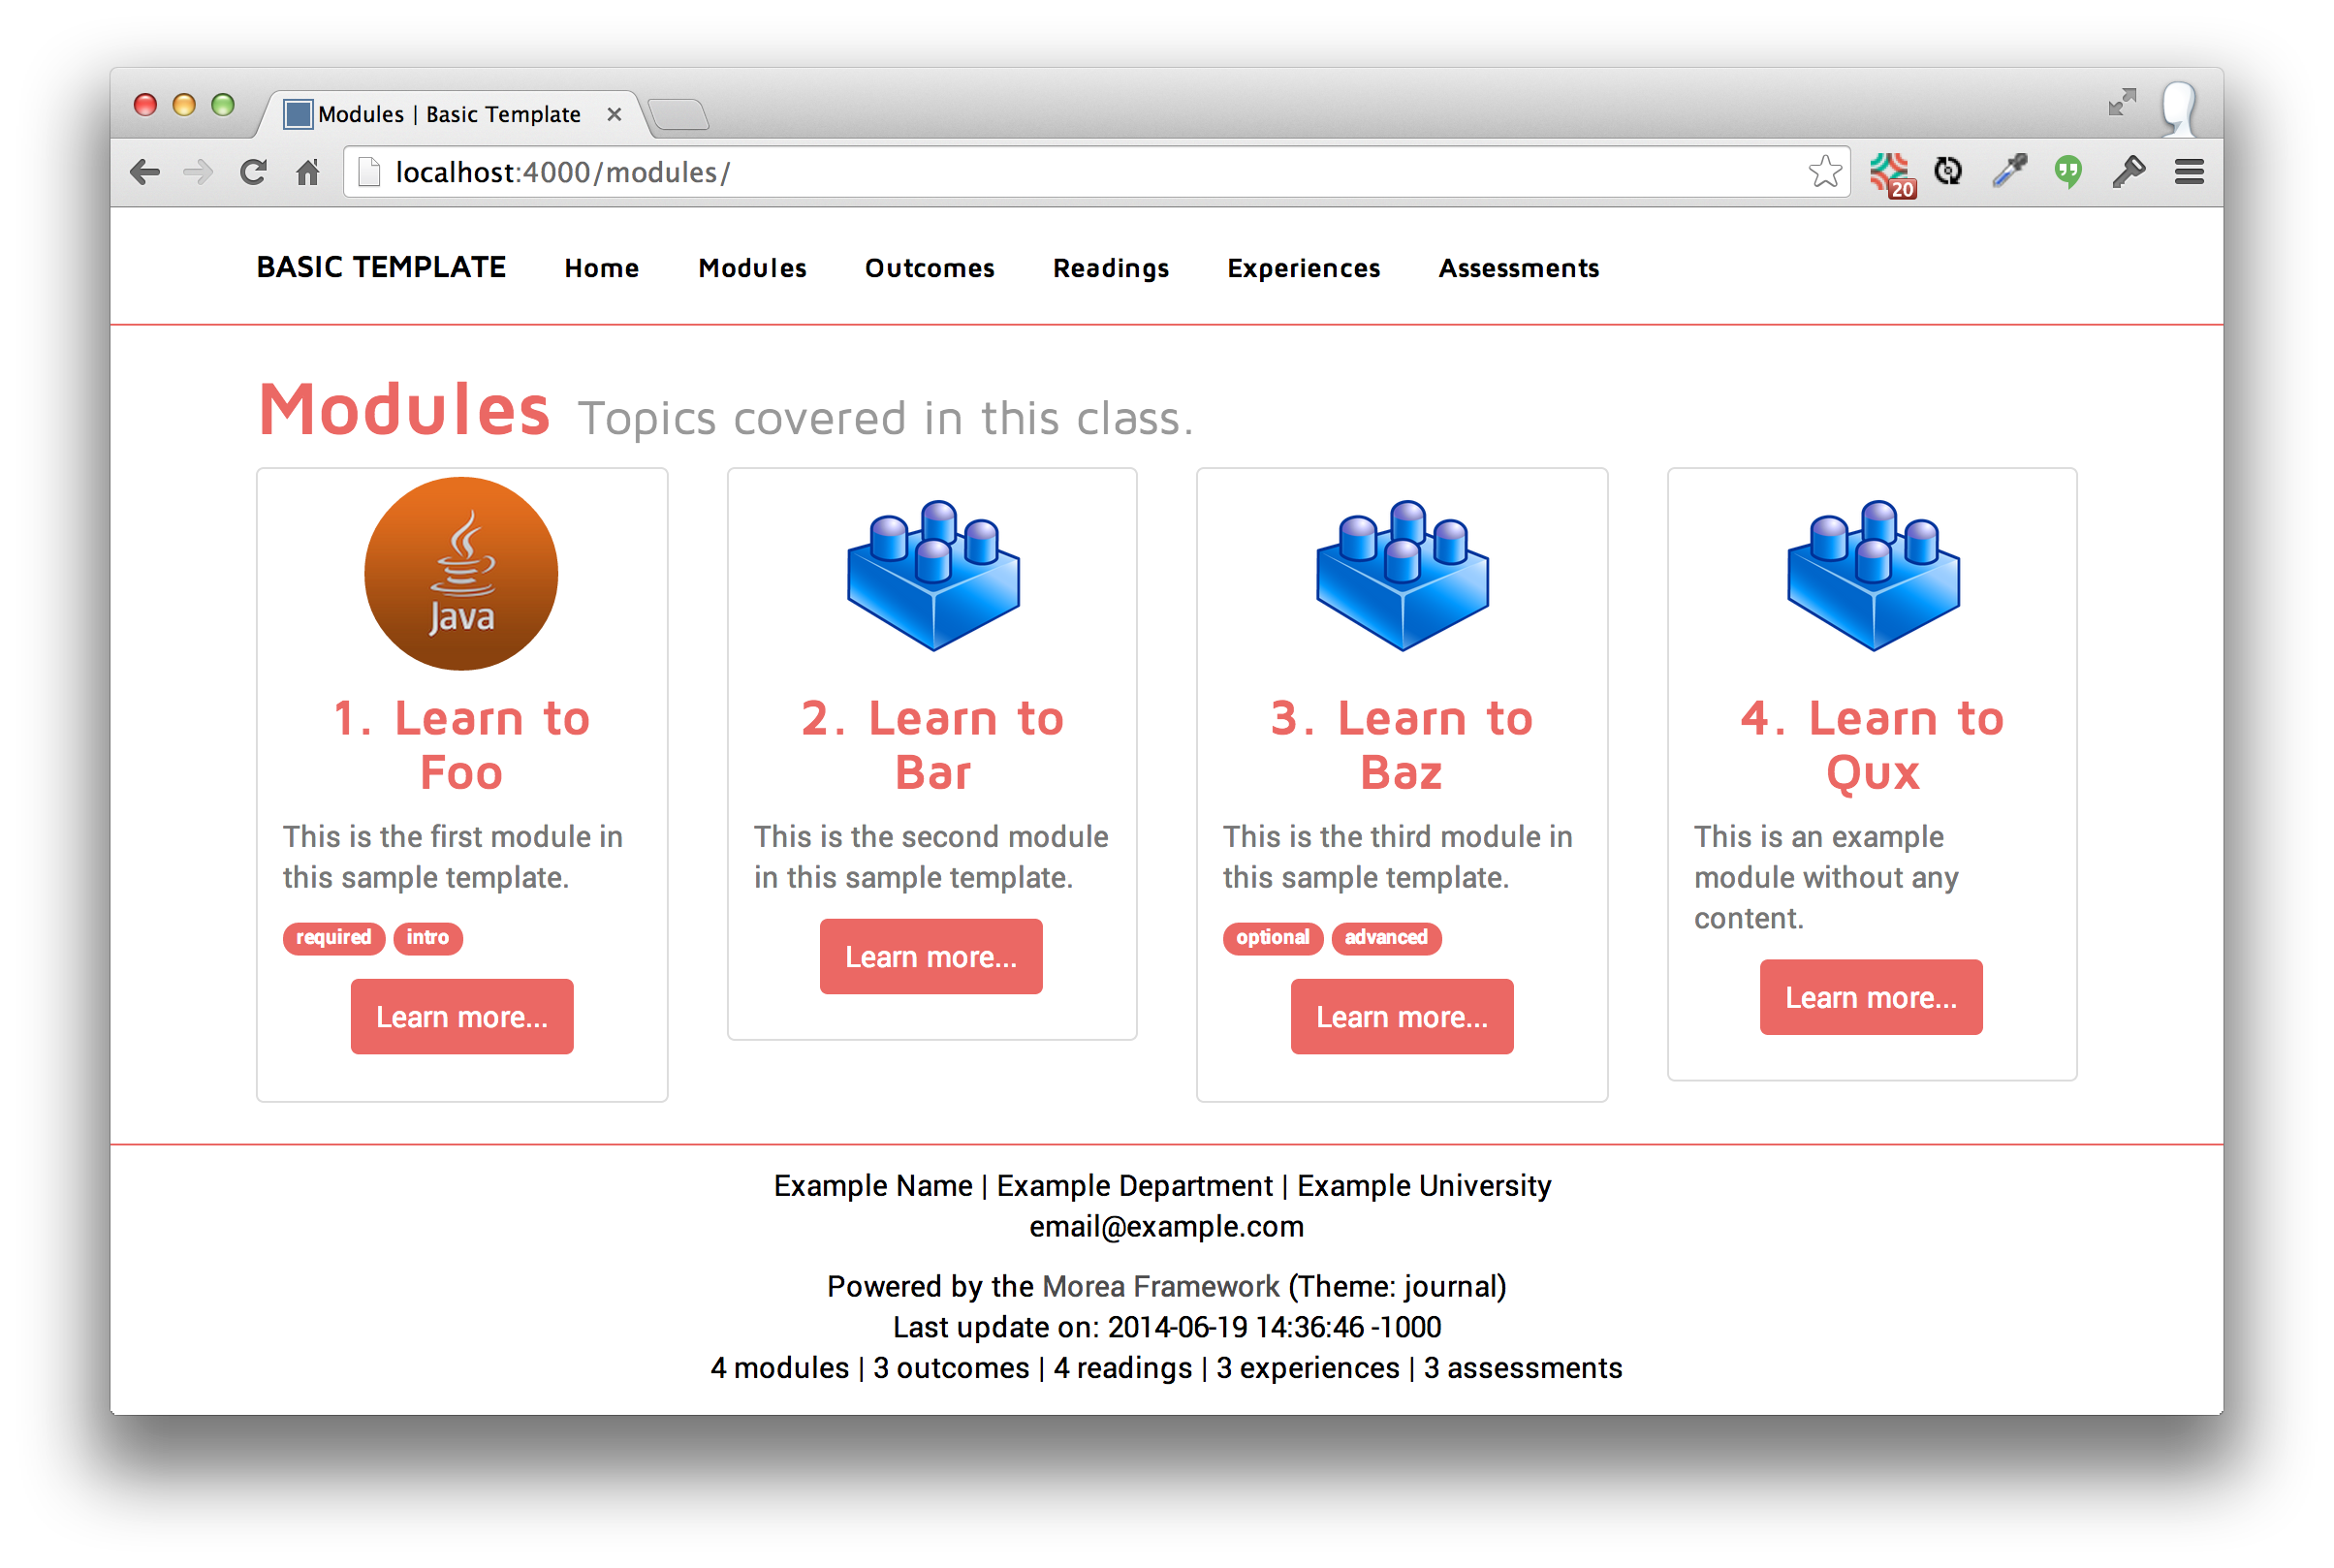 Modules | Basic Template
localhost:4000/modules/
20
BASIC TEMPLATE Home Modules Outcomes Readings Experiences Assessments
Modules Topics covered in this class.
Java
1. Learn to
Foo
This is the first module in
this sample template.
required intro
Learn more...
2. Learn to
Bar
This is the second module
in this sample template.
Learn more...
3. Learn to
Baz
This is the third module in
this sample template.
optional advanced
Learn more...
4. Learn to
Qux
This is an example
module without any
content.
Learn more...
Example Name | Example Department | Example University
email@example.com
Powered by the Morea Framework (Theme: journal)
Last update on: 2014-06-19 14:36:46 -1000
4 modules | 3 outcomes | 4 readings | 3 experiences | 3 assessments